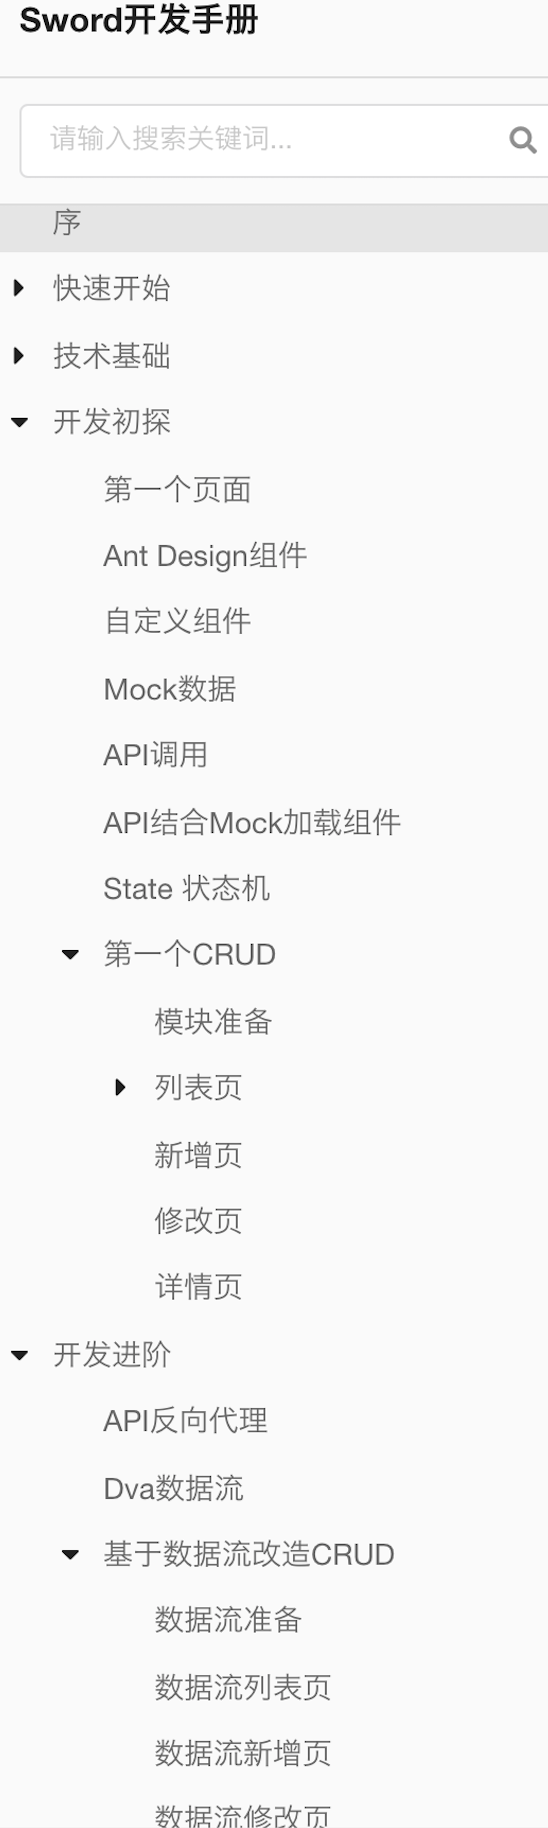 Sword开发手册
请输入搜索关键词...
序
快速开始
技术基础
开发初探
第一个页面
Ant Design组件
自定义组件
Mock数据
API调用
API结合Mock加载组件
State 状态机
第一个CRUD
模块准备
列表页
新增页
修改页
详情页
开发进阶
API反向代理
Dva数据流
基于数据流改造CRUD
数据流准备
数据流列表页
数据流新增页
数据流修改页